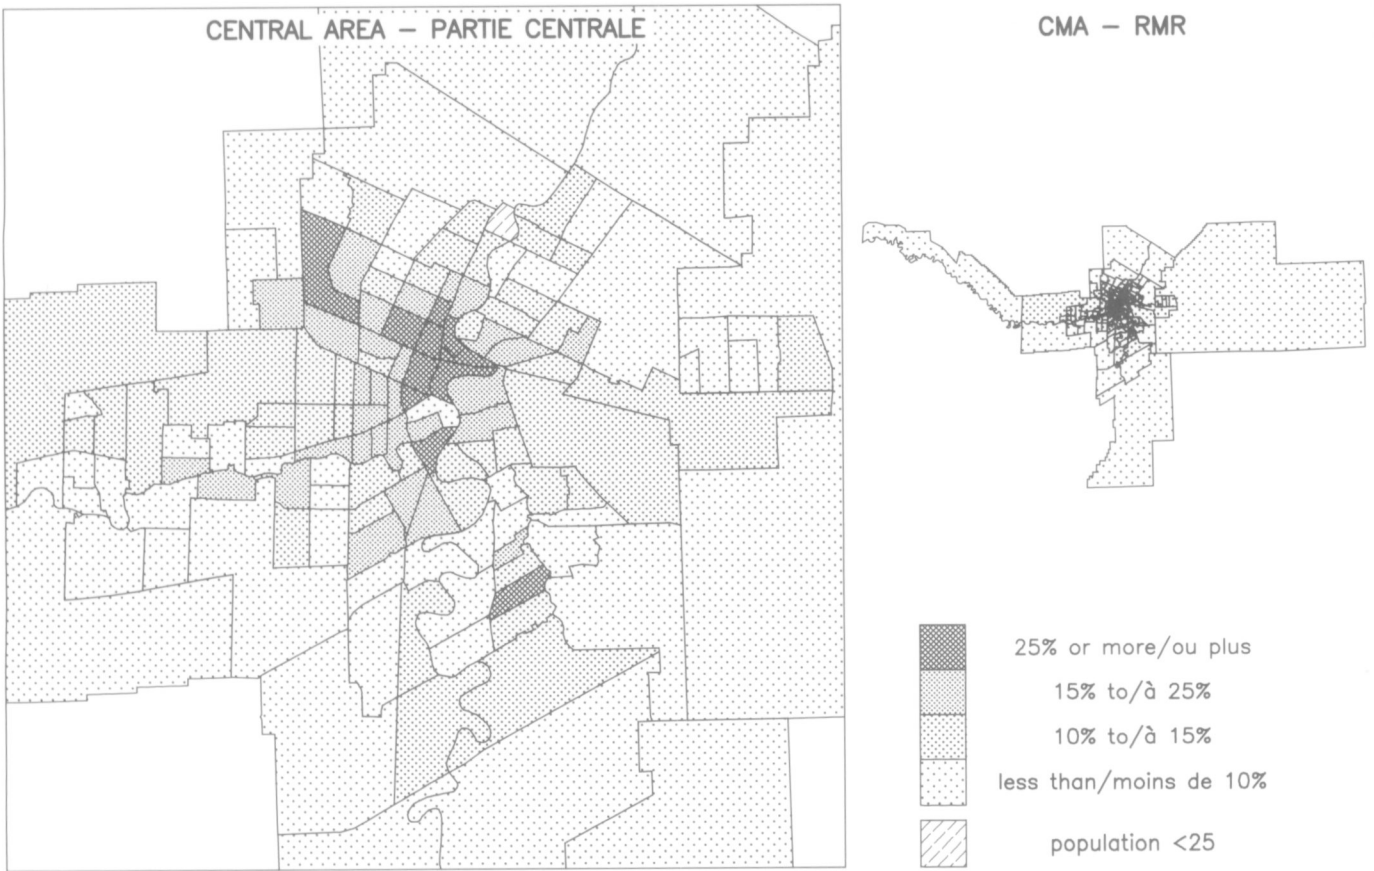 CENTRAL AREA – PARTIE CENTRALE
CMA – RMR
25% or more/ou plus
15% to/à 25%
10% to/à 15%
less than/moins de 10%
population <25